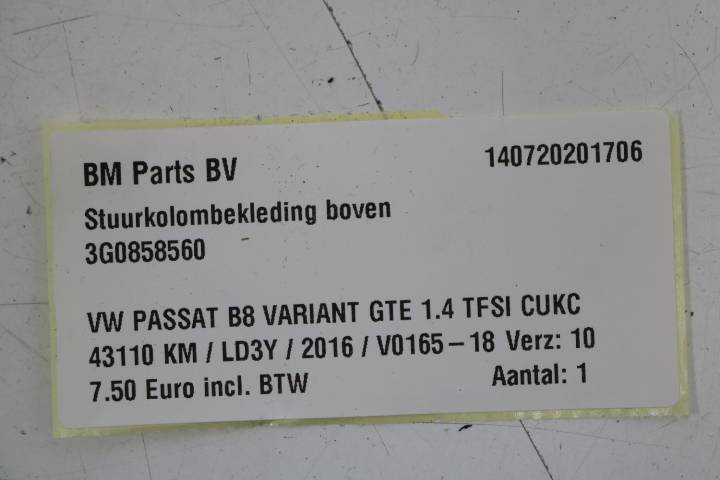 BM Parts BV 140720201706
Stuurkolombekleding boven
3G0858560
VW PASSAT B8 VARIANT GTE 1.4 TFSI CUKC
43110 KM / LD3Y / 2016 / V0165-18 Verz: 10
7.50 Euro incl. BTW Aantal: 1